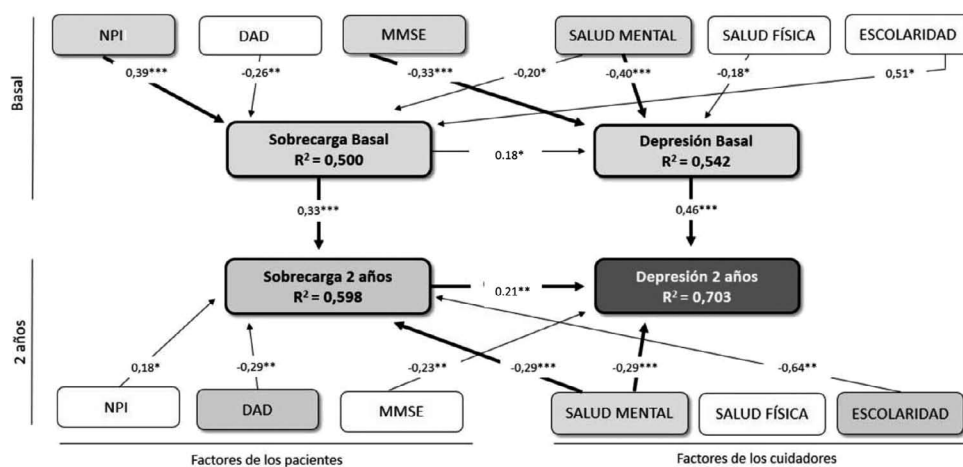 NPI
DAD
MMSE
SALUD MENTAL
SALUD FÍSICA
ESCOLARIDAD
Basal
0,39***
-0,26**
-0,33***
-0,20*
-0,40***
-0,18*
0,51*
Sobrecarga Basal
R² = 0,500
0.18*
Depresión Basal
R² = 0,542
0,33***
0,46***
2 años
Sobrecarga 2 años
R² = 0,598
0.21**
Depresión 2 años
R² = 0,703
0,18*
-0,29**
-0,23**
-0,29***
-0,29***
-0,64**
NPI
DAD
MMSE
SALUD MENTAL
SALUD FÍSICA
ESCOLARIDAD
Factores de los pacientes
Factores de los cuidadores